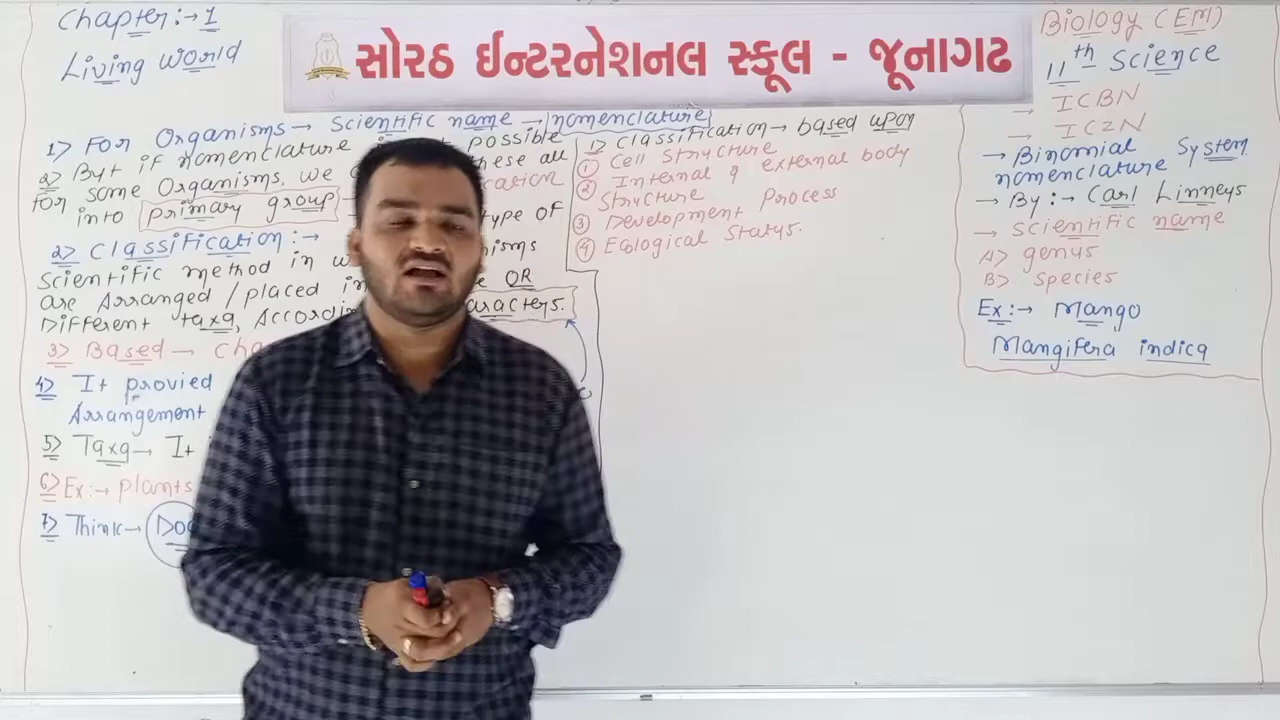 Chapter:→ 1
Living world
સોરઠ ઈન્ટરનેશનલ સ્કૂલ - જૂનાગઢ
Biology (EM)
11th Science
→ ICBN
→ ICZN
→ Binomial System
nomenclature
→ By:→ Carl Linneys
→ Scientific name
A> genus
B> Species
Ex:→ Mango
Mangifera indica
1> For Organisms → Scientific name → nomenclature
2> But if nomenclature possible
for some Organisms, we these all
into primary group type of
2> Classification:→
Scientific method in
are Arranged/placed in OR
Different taxa, Accordin
3> Based →
4> It provied
Arrangement
5> Taxa → It
6> Ex:→ plants
7> Think →
1> Classification → based upon
① Cell Structure
② Internal & external body
Structure
③ Development Process
④ Ecological Status.